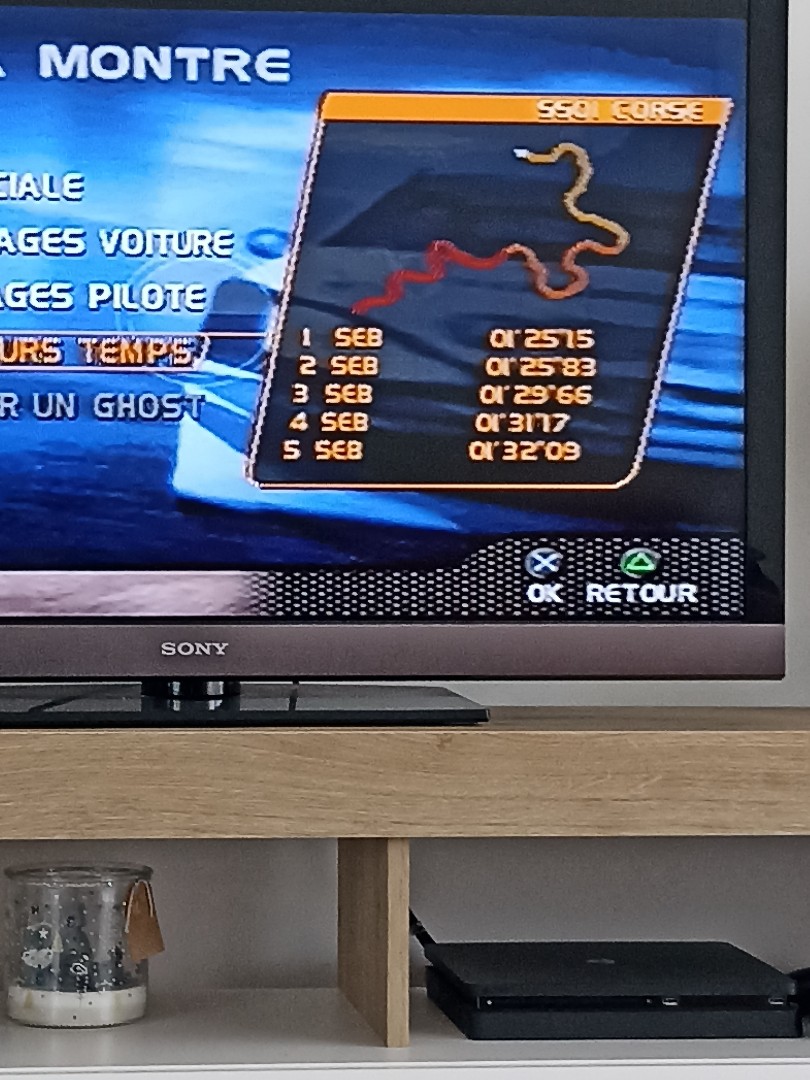 MONTRE
SS01 CORSE
CIALE
AGES VOITURE
AGES PILOTE
URS TEMPS
R UN GHOST
1 SEB 01'25"15
2 SEB 01'25"83
3 SEB 01'29"66
4 SEB 01'31"17
5 SEB 01'32"09
OK RETOUR
SONY